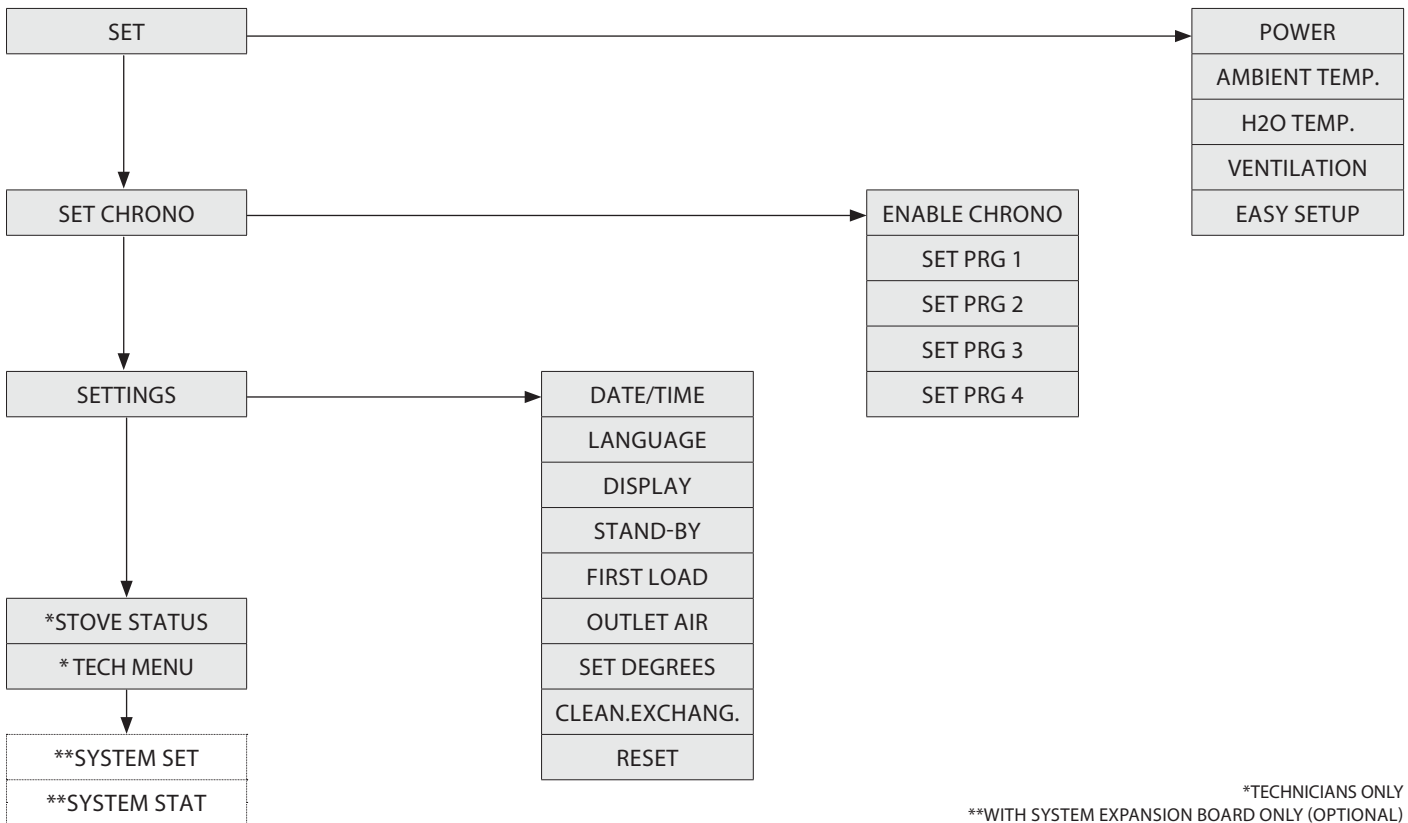 SET
POWER
AMBIENT TEMP.
H2O TEMP.
VENTILATION
EASY SETUP
SET CHRONO
ENABLE CHRONO
SET PRG 1
SET PRG 2
SET PRG 3
SET PRG 4
SETTINGS
DATE/TIME
LANGUAGE
DISPLAY
STAND-BY
FIRST LOAD
OUTLET AIR
SET DEGREES
CLEAN.EXCHANG.
RESET
*STOVE STATUS
* TECH MENU
**SYSTEM SET
**SYSTEM STAT
*TECHNICIANS ONLY
**WITH SYSTEM EXPANSION BOARD ONLY (OPTIONAL)